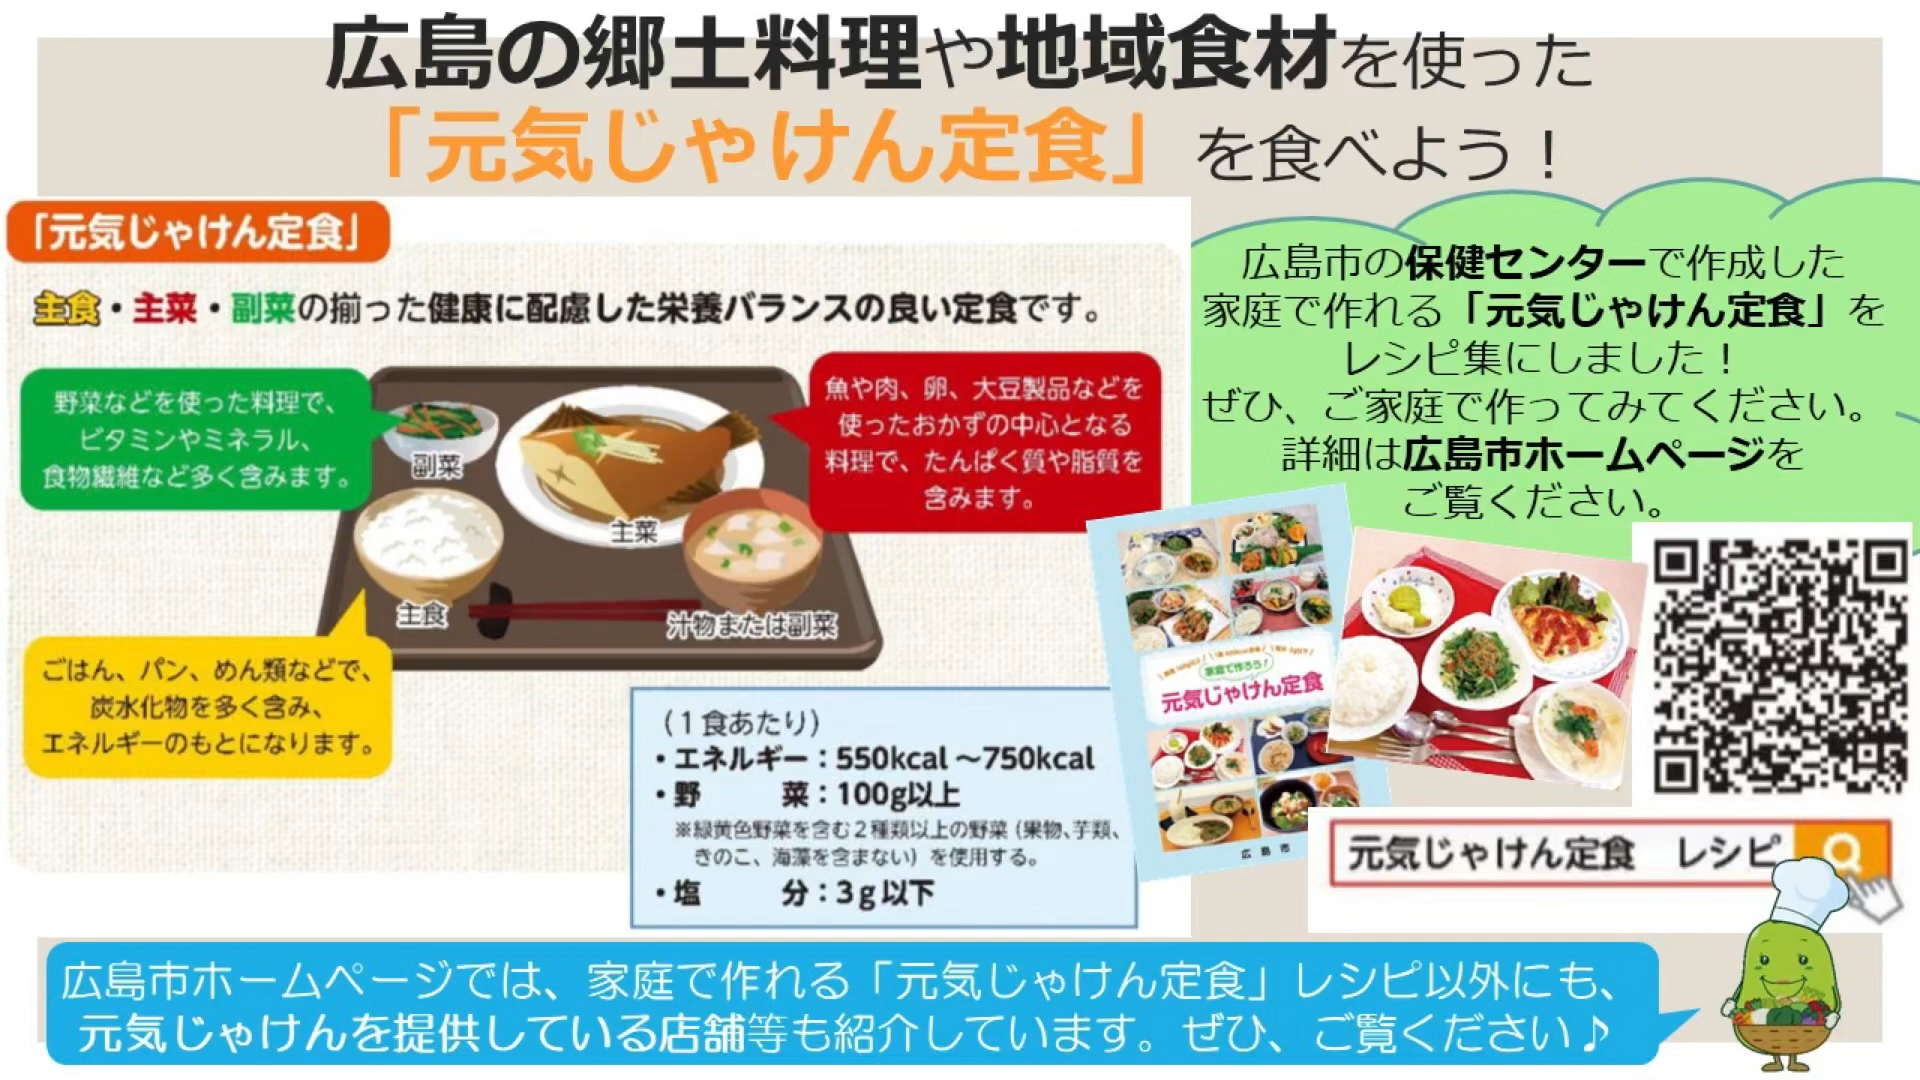 広島の郷土料理や地域食材を使った
「元気じゃけん定食」を食べよう！
「元気じゃけん定食」
主食・主菜・副菜の揃った健康に配慮した栄養バランスの良い定食です。
野菜などを使った料理で、
ビタミンやミネラル、
食物繊維など多く含みます。
魚や肉、卵、大豆製品などを
使ったおかずの中心となる
料理で、たんぱく質や脂質を
含みます。
副菜
主菜
主食
汁物または副菜
ごはん、パン、めん類などで、
炭水化物を多く含み、
エネルギーのもとになります。
（１食あたり）
・エネルギー：550kcal～750kcal
・野　　菜：100g以上
※緑黄色野菜を含む２種類以上の野菜（果物、芋類、
きのこ、海藻を含まない）を使用する。
・塩　　分：3ｇ以下
広島市の保健センターで作成した
家庭で作れる「元気じゃけん定食」を
レシピ集にしました！
ぜひ、ご家庭で作ってみてください。
詳細は広島市ホームページを
ご覧ください。
家庭で作ろう！
元気じゃけん定食
広島市
元気じゃけん定食　レシピ
広島市ホームページでは、家庭で作れる「元気じゃけん定食」レシピ以外にも、
元気じゃけんを提供している店舗等も紹介しています。ぜひ、ご覧ください♪